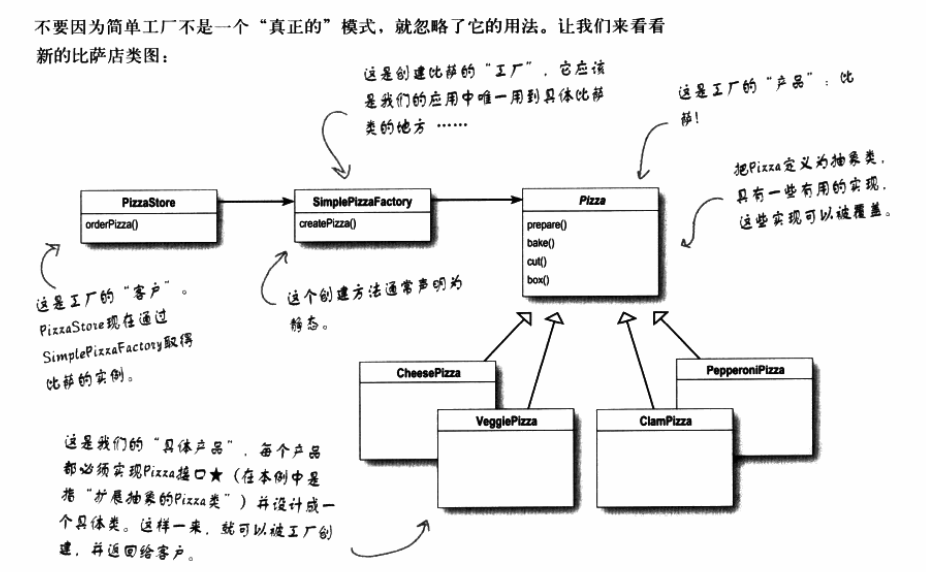 不要因为简单工厂不是一个“真正的”模式，就忽略了它的用法。让我们来看看
新的比萨店类图：
这是创建比萨的“工厂”，它应该
是我们的应用中唯一用到具体比萨
类的地方……
这是工厂的“产品”：比
萨！
把Pizza定义为抽象类，
具有一些有用的实现，
这些实现可以被覆盖。
PizzaStore
orderPizza()
SimplePizzaFactory
createPizza()
Pizza
prepare()
bake()
cut()
box()
这是工厂的“客户”。
PizzaStore现在通过
SimplePizzaFactory取得
比萨的实例。
这个创建方法通常声明为
静态。
CheesePizza
VeggiePizza
ClamPizza
PepperoniPizza
这是我们的“具体产品”，每个产品
都必须实现Pizza接口★（在本例中是
指“扩展抽象的Pizza类”）并设计成一
个具体类。这样一来，就可以被工厂创
建，并返回给客户。